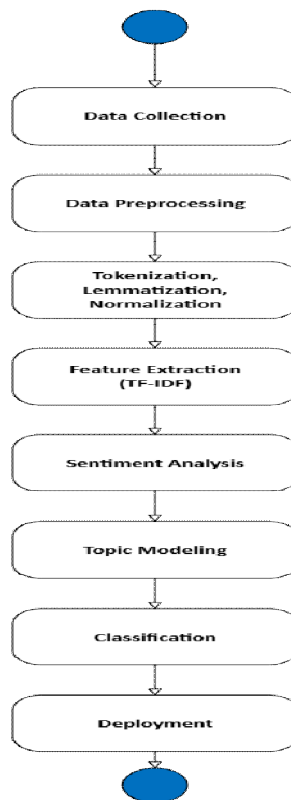 Data Collection
Data Preprocessing
Tokenization,
Lemmatization,
Normalization
Feature Extraction
(TF-IDF)
Sentiment Analysis
Topic Modeling
Classification
Deployment